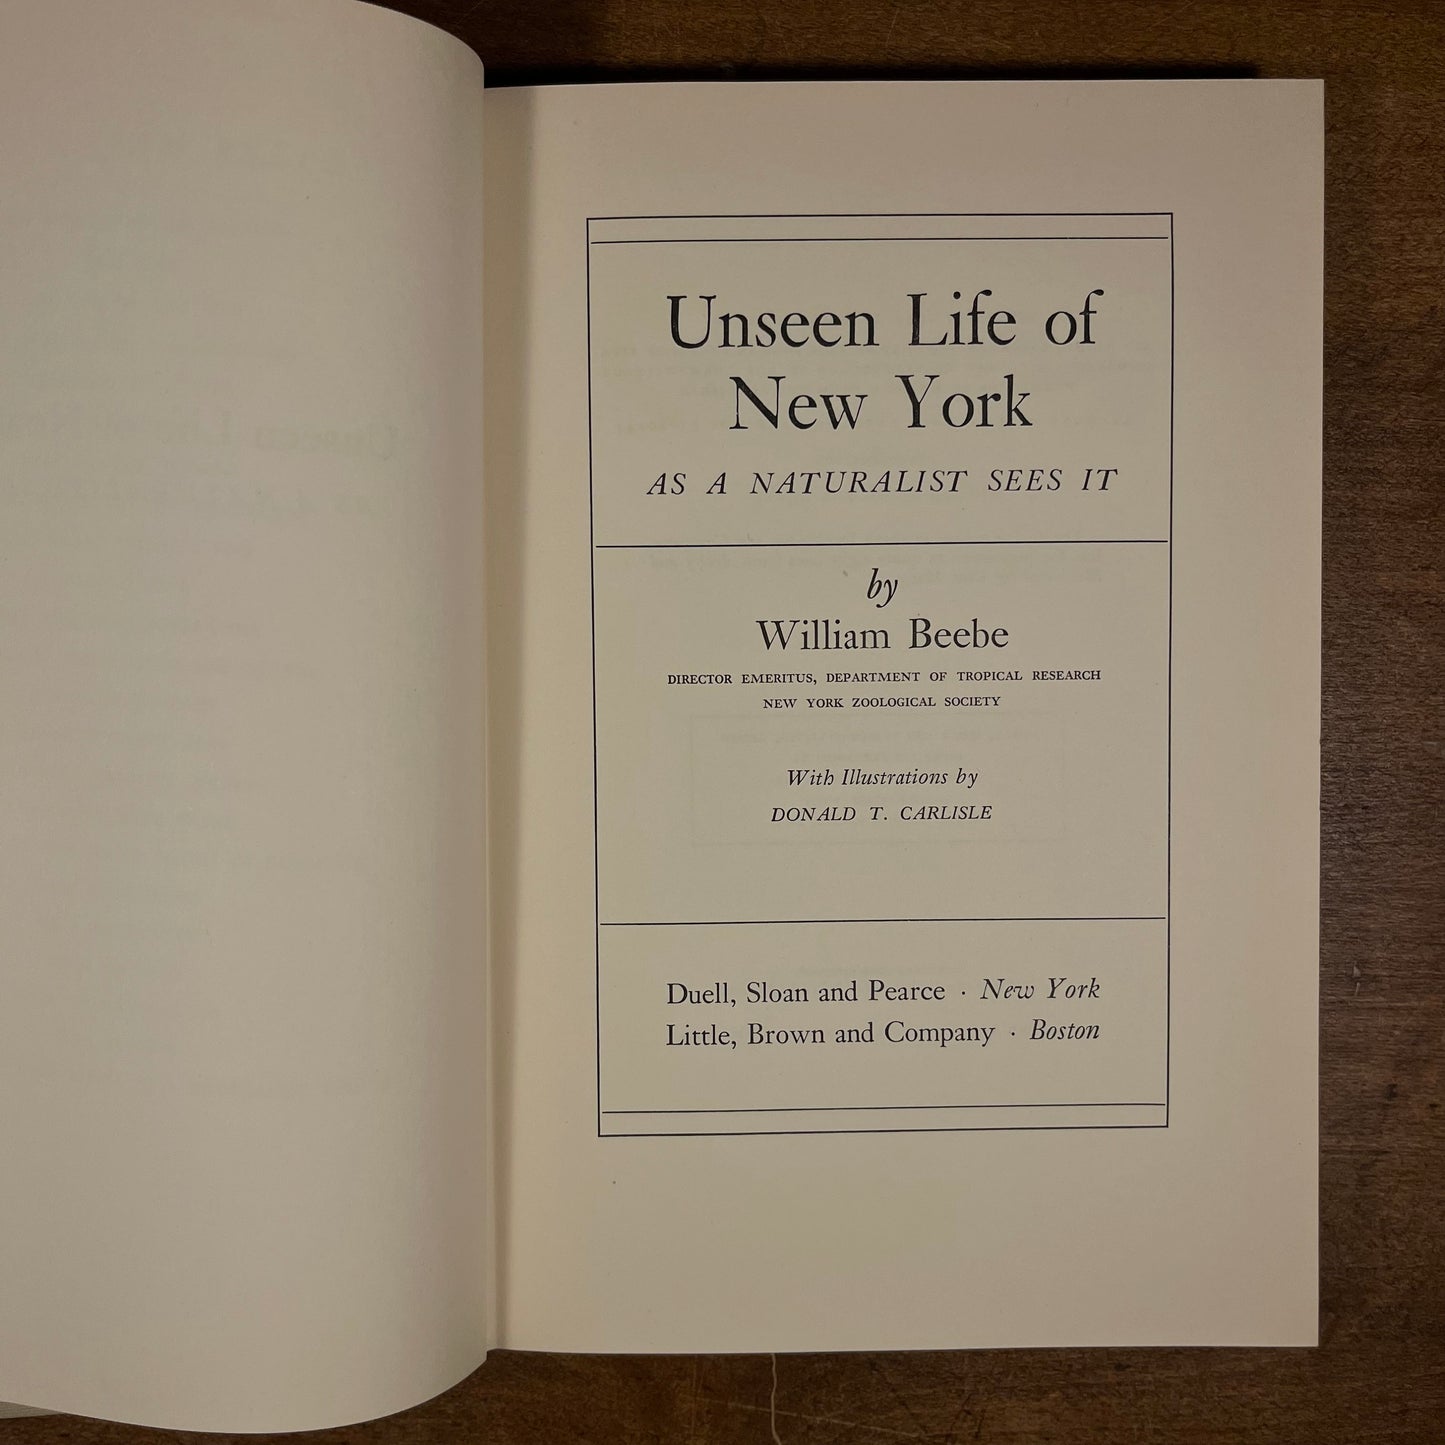 Unseen Life of
New York
AS A NATURALIST SEES IT
by
William Beebe
DIRECTOR EMERITUS, DEPARTMENT OF TROPICAL RESEARCH
NEW YORK ZOOLOGICAL SOCIETY
With Illustrations by
DONALD T. CARLISLE
Duell, Sloan and Pearce · New York
Little, Brown and Company · Boston